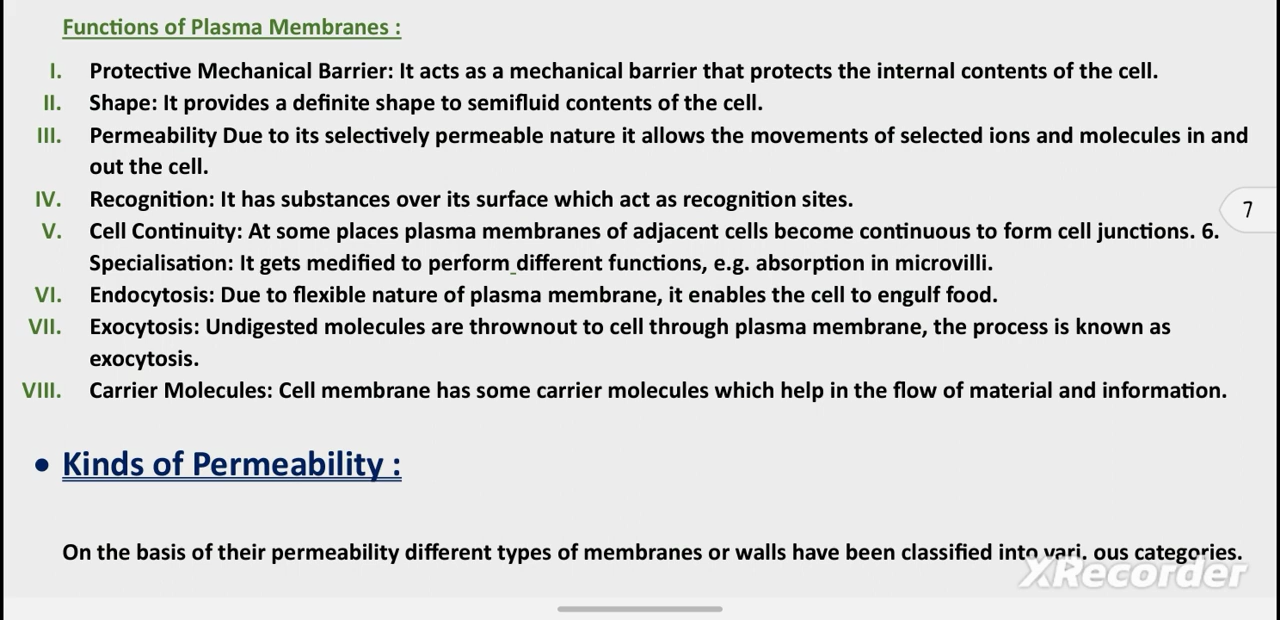 Functions of Plasma Membranes :
I. Protective Mechanical Barrier: It acts as a mechanical barrier that protects the internal contents of the cell.
II. Shape: It provides a definite shape to semifluid contents of the cell.
III. Permeability Due to its selectively permeable nature it allows the movements of selected ions and molecules in and
out the cell.
IV. Recognition: It has substances over its surface which act as recognition sites.
7
V. Cell Continuity: At some places plasma membranes of adjacent cells become continuous to form cell junctions. 6.
Specialisation: It gets medified to perform different functions, e.g. absorption in microvilli.
VI. Endocytosis: Due to flexible nature of plasma membrane, it enables the cell to engulf food.
VII. Exocytosis: Undigested molecules are thrownout to cell through plasma membrane, the process is known as
exocytosis.
VIII. Carrier Molecules: Cell membrane has some carrier molecules which help in the flow of material and information.
• Kinds of Permeability :
On the basis of their permeability different types of membranes or walls have been classified into vari. ous categories.
XRecorder